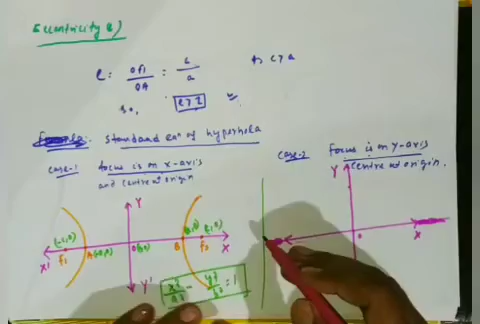 Eccentricity e)
e: OF1/OA = c/a
∵ c>a
so, e>1
Formula: Standard eqn of hyperbola
case-1 focus is on x-axis
and centre at origin
case-2 focus is on y-axis
centre at origin.
Y
Y
(-c,0) (c,0)
X' F1 A(-a,0) O(0,0) B F2 X
X
Y'
x²/a² - y²/b² = 1